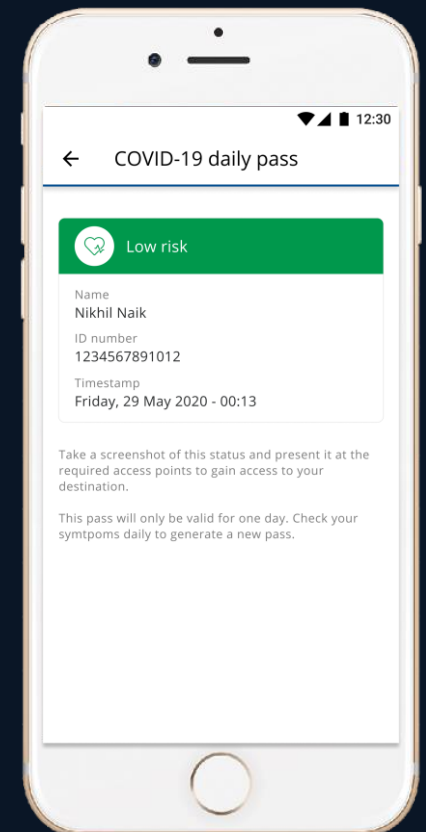 12:30
COVID-19 daily pass
Low risk
Name
Nikhil Naik
ID number
1234567891012
Timestamp
Friday, 29 May 2020 - 00:13
Take a screenshot of this status and present it at the
required access points to gain access to your
destination.
This pass will only be valid for one day. Check your
symtpoms daily to generate a new pass.